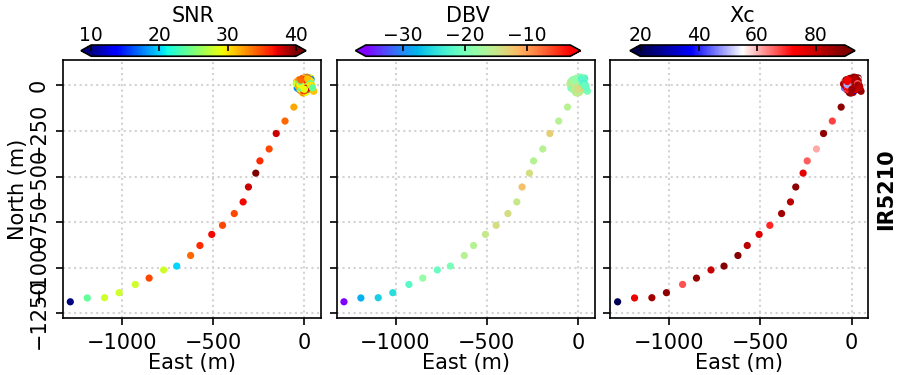 SNR DBV Xc
10 20 30 40 −30 −20 −10 20 40 60 80
North (m)
0
−250
−500
−750
−1000
−1250
IR5210
−1000 −500 0 −1000 −500 0 −1000 −500 0
East (m) East (m) East (m)